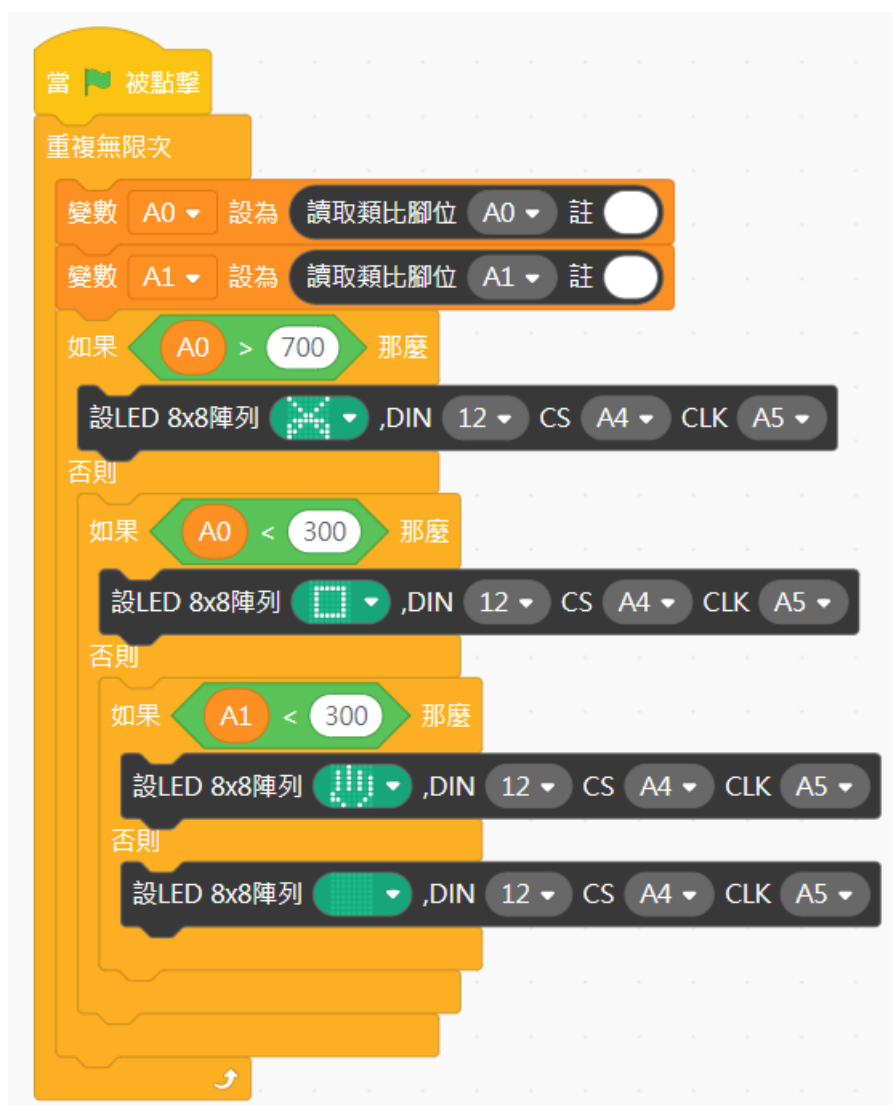 當 被點擊
重複無限次
變數 A0 設為 讀取類比腳位 A0 註
變數 A1 設為 讀取類比腳位 A1 註
如果 A0 > 700 那麼
設LED 8x8陣列 ,DIN 12 CS A4 CLK A5
否則
如果 A0 < 300 那麼
設LED 8x8陣列 ,DIN 12 CS A4 CLK A5
否則
如果 A1 < 300 那麼
設LED 8x8陣列 ,DIN 12 CS A4 CLK A5
否則
設LED 8x8陣列 ,DIN 12 CS A4 CLK A5